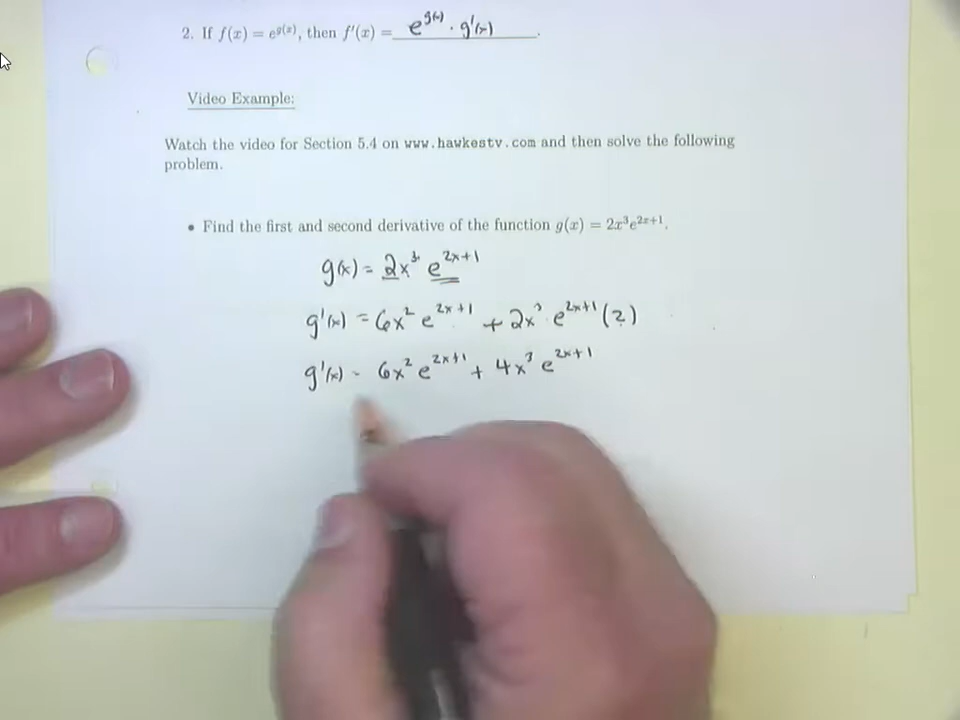 2. If f(x) = e^{g(x)}, then f'(x) = e^{g(x)} · g'(x).
Video Example:
Watch the video for Section 5.4 on www.hawkestv.com and then solve the following
problem.
• Find the first and second derivative of the function g(x) = 2x³e^{2x+1}.
g(x) = 2x³ e^{2x+1}
g'(x) = 6x² e^{2x+1} + 2x³ · e^{2x+1} (2)
g'(x) = 6x² e^{2x+1} + 4x³ e^{2x+1}